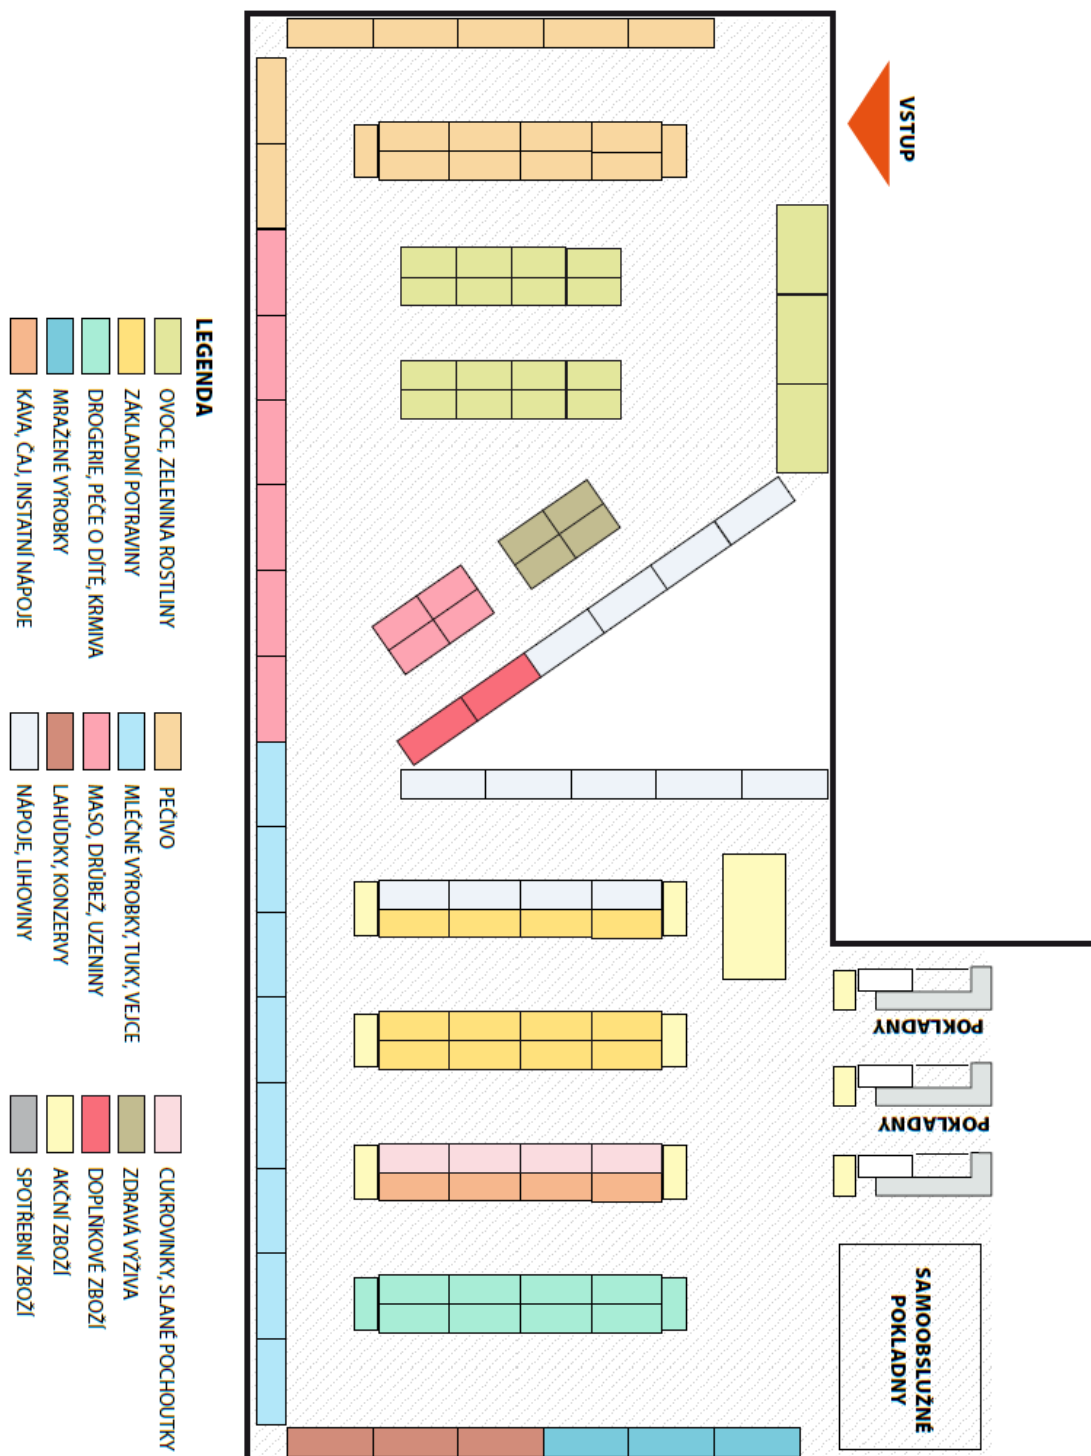 VSTUP
POKLADNY
POKLADNY
SAMOOBSLUŽNÉ
POKLADNY
LEGENDA
OVOCE, ZELENINA ROSTLINY
ZÁKLADNÍ POTRAVINY
DROGERIE, PÉČE O DÍTĚ, KRMIVA
MRAŽENÉ VÝROBKY
KÁVA, ČAJ, INSTATNÍ NÁPOJE
PEČIVO
MLÉČNÉ VÝROBKY, TUKY, VEJCE
MASO, DRŮBEŽ, UZENINY
LAHŮDKY, KONZERVY
NÁPOJE, LIHOVINY
CUKROVINKY, SLANÉ POCHOUTKY
ZDRAVÁ VÝŽIVA
DOPLŇKOVÉ ZBOŽÍ
AKČNÍ ZBOŽÍ
SPOTŘEBNÍ ZBOŽÍ